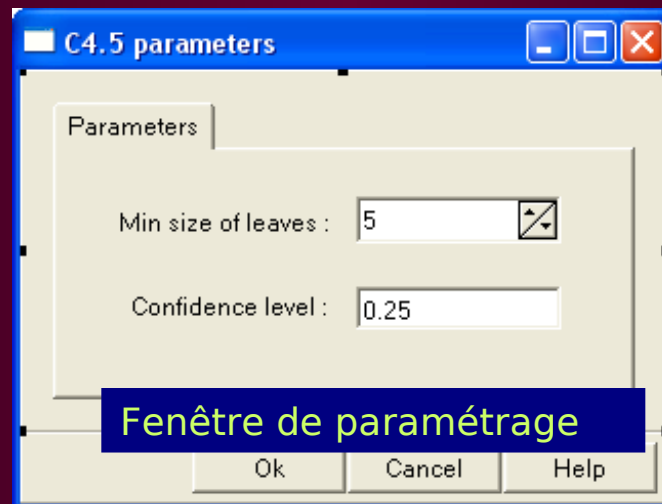 C4.5 parameters
Parameters
Min size of leaves : 5
Confidence level : 0.25
Fenêtre de paramétrage
Ok Cancel Help